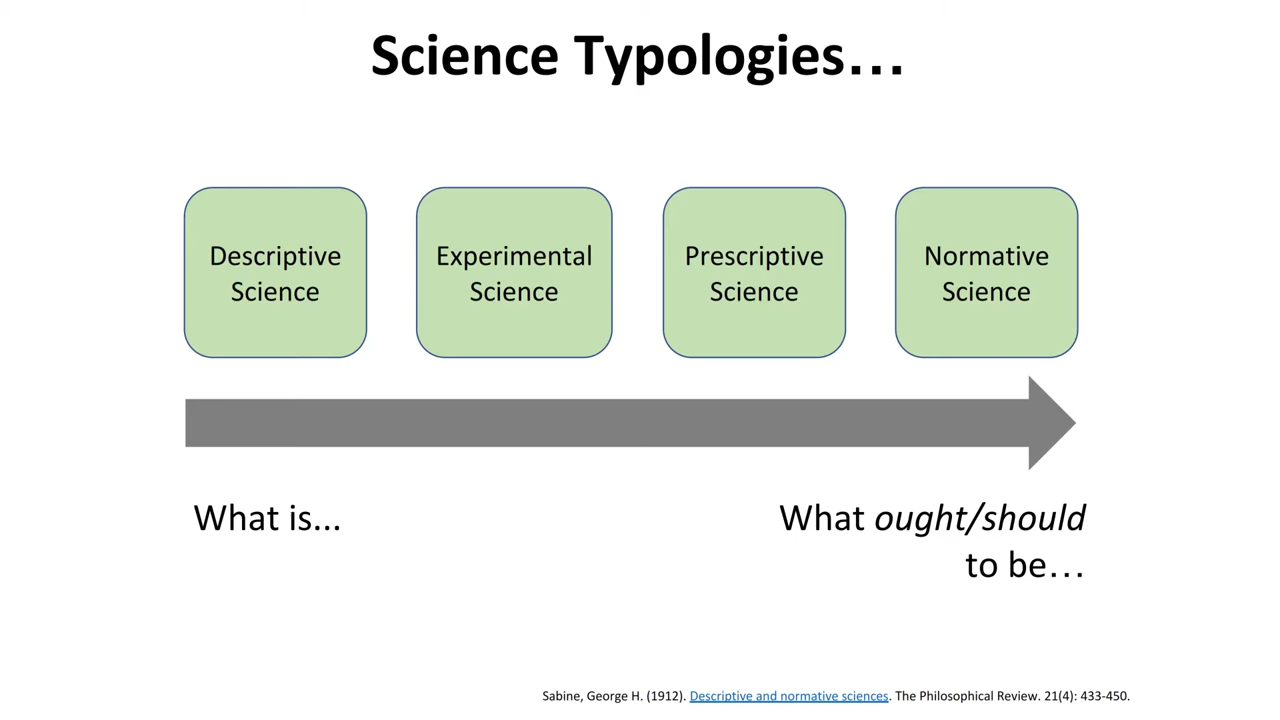 Science Typologies…
Descriptive
Science
Experimental
Science
Prescriptive
Science
Normative
Science
What is...
What ought/should
to be…
Sabine, George H. (1912). Descriptive and normative sciences. The Philosophical Review. 21(4): 433-450.